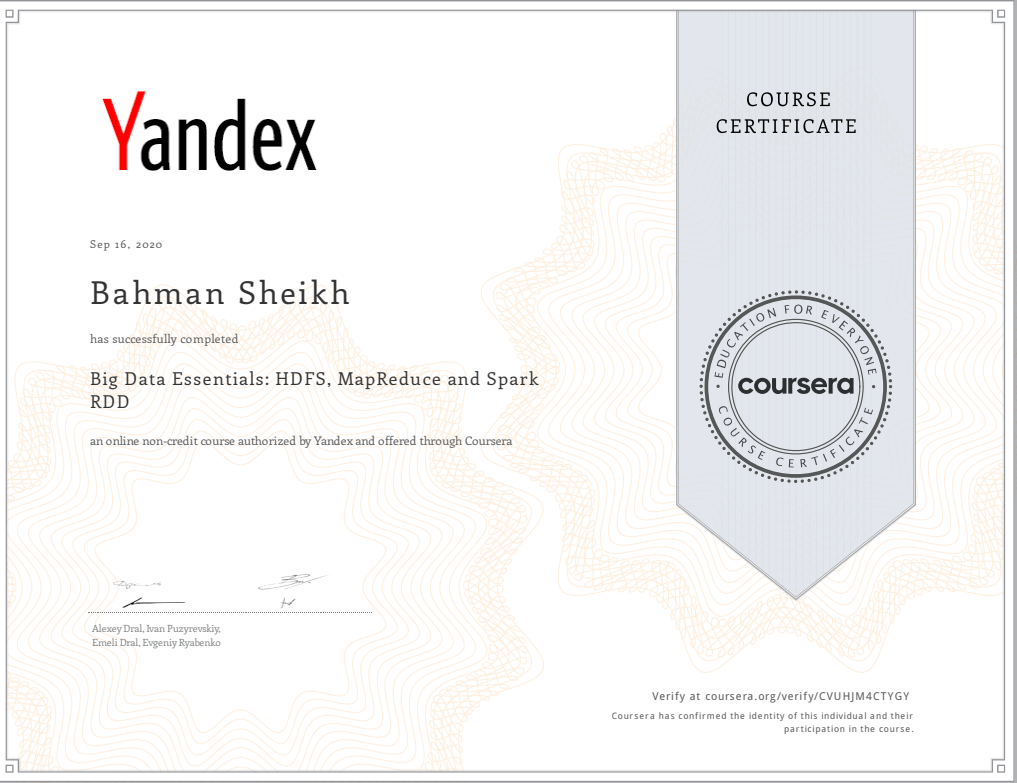 Yandex
COURSE
CERTIFICATE
Sep 16, 2020
Bahman Sheikh
has successfully completed
Big Data Essentials: HDFS, MapReduce and Spark
RDD
an online non-credit course authorized by Yandex and offered through Coursera
EDUCATION FOR EVERYONE
coursera
COURSE CERTIFICATE
Alexey Dral, Ivan Puzyrevskiy,
Emeli Dral, Evgeniy Ryabenko
Verify at coursera.org/verify/CVUHJM4CTYGY
Coursera has confirmed the identity of this individual and their
participation in the course.